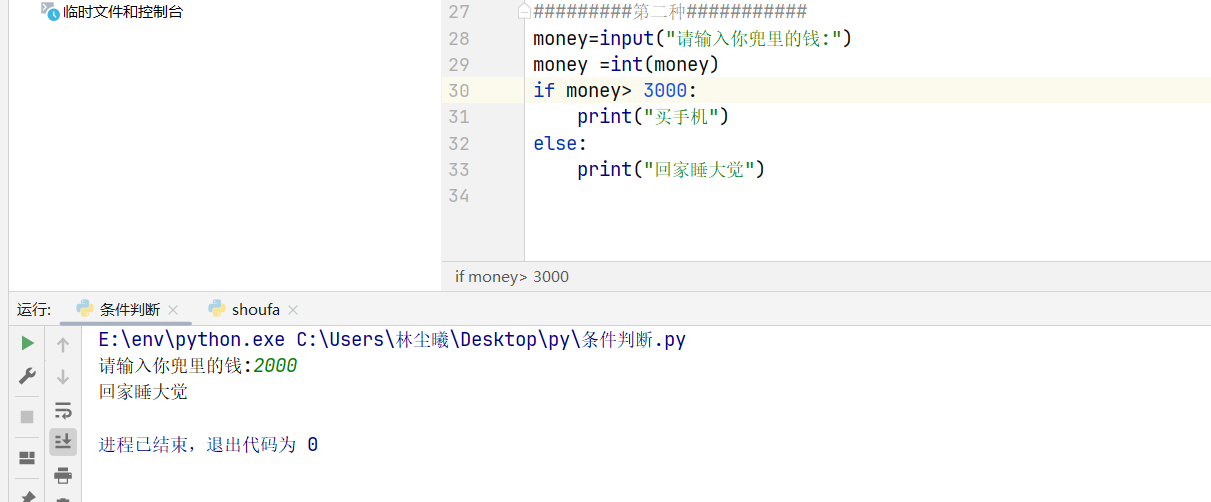 临时文件和控制台
27 #########第二种###########
28 money=input("请输入你兜里的钱:")
29 money =int(money)
30 if money> 3000:
31 print("买手机")
32 else:
33 print("回家睡大觉")
34
if money> 3000
运行: 条件判断 shoufa
E:\env\python.exe C:\Users\林尘曦\Desktop\py\条件判断.py
请输入你兜里的钱:2000
回家睡大觉
进程已结束，退出代码为 0